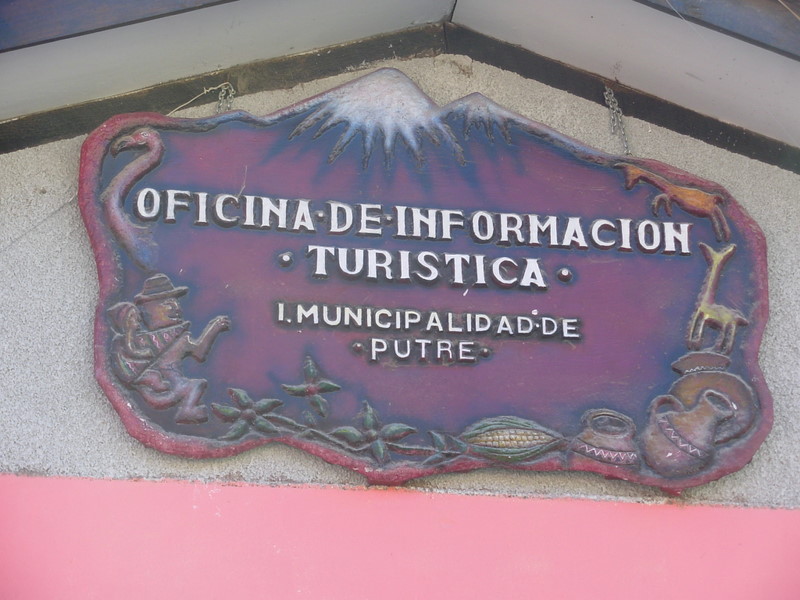 OFICINA·DE·INFORMACION
·TURISTICA·
I.MUNICIPALIDAD·DE
·PUTRE·